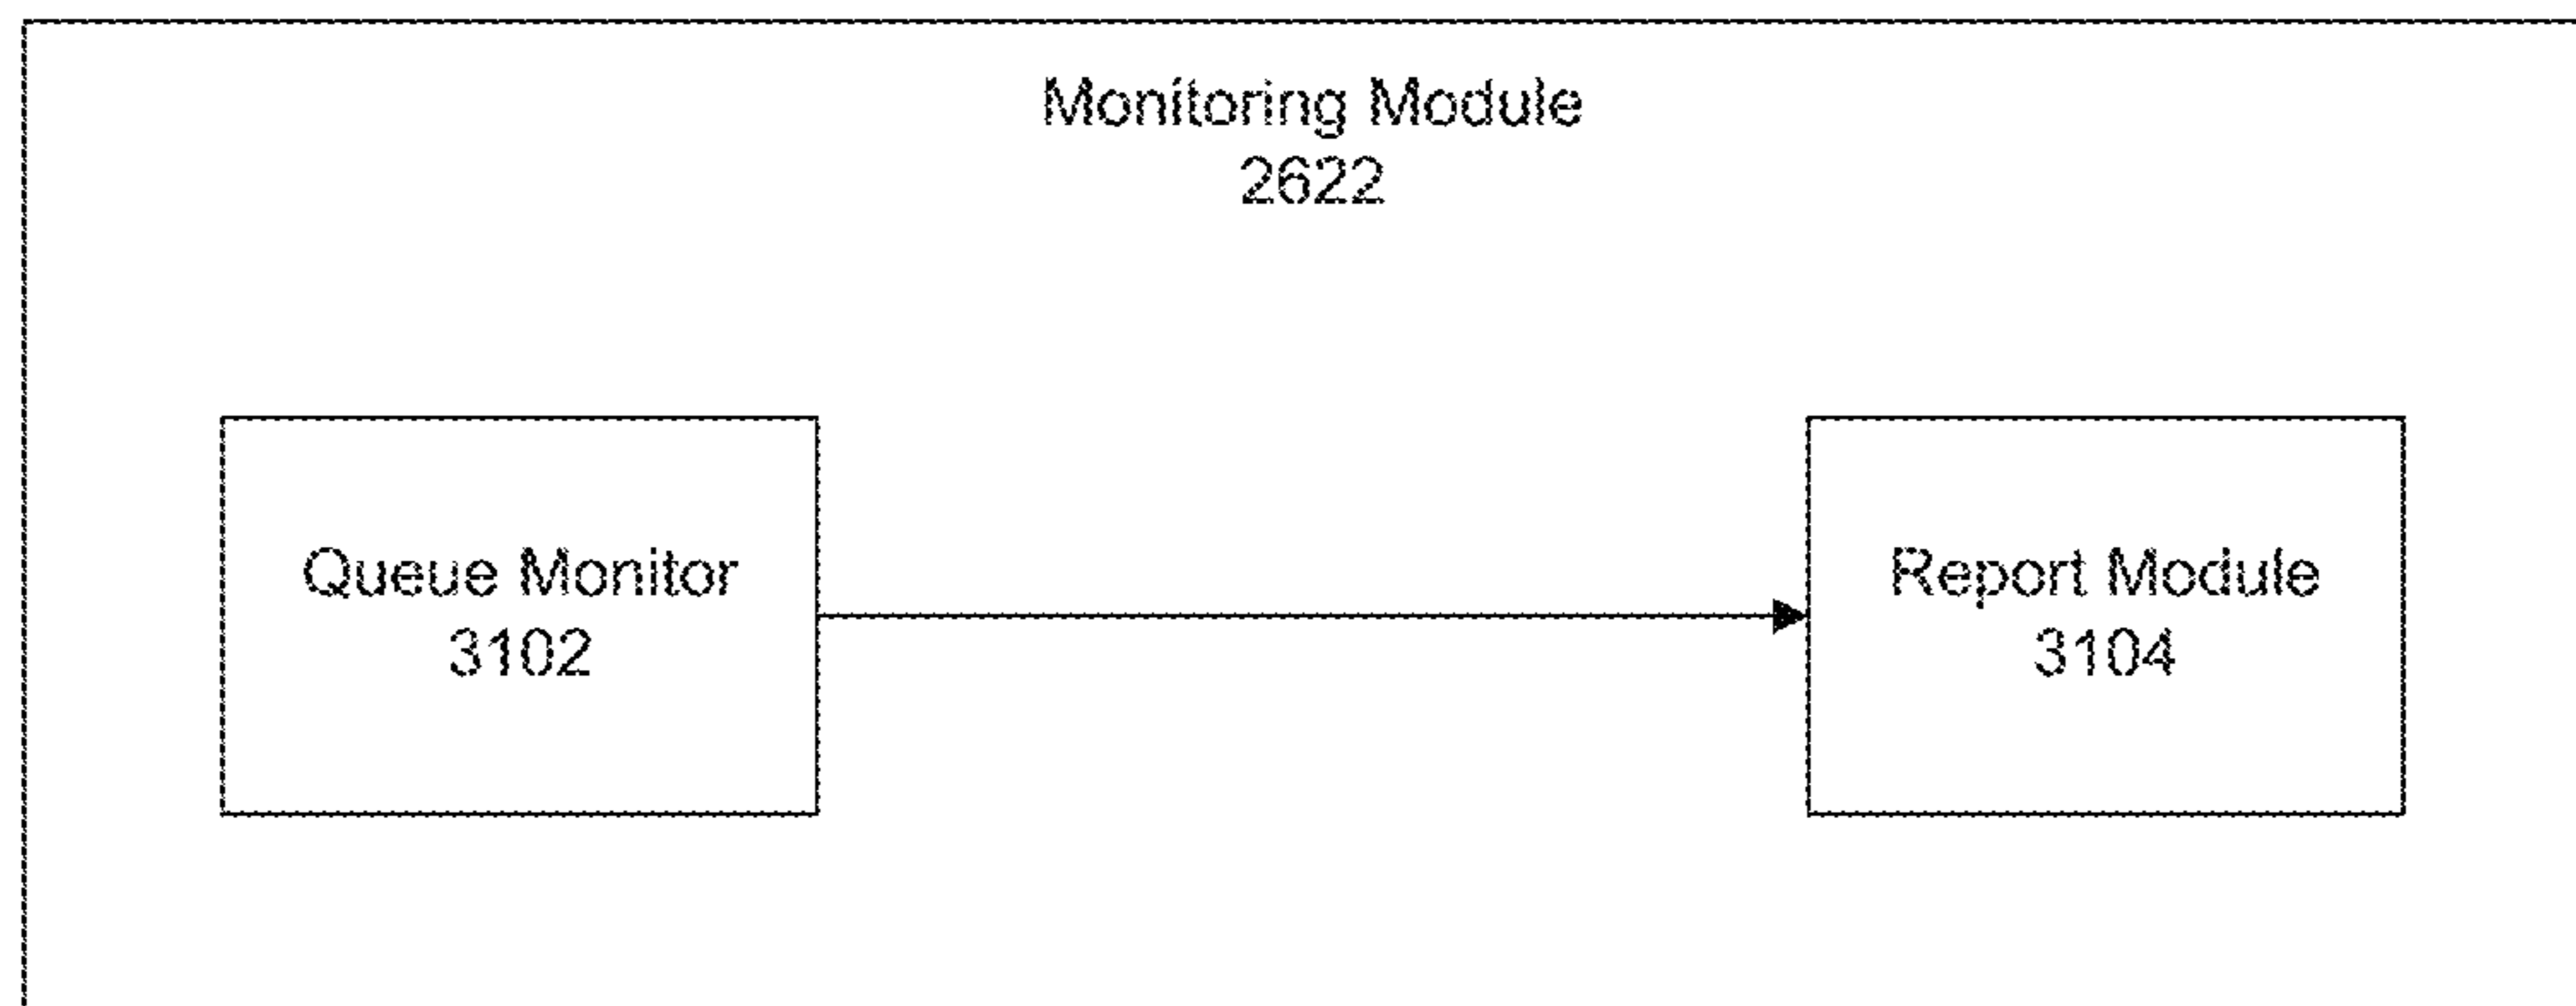 Monitoring Module
2622
Queue Monitor
3102
Report Module
3104